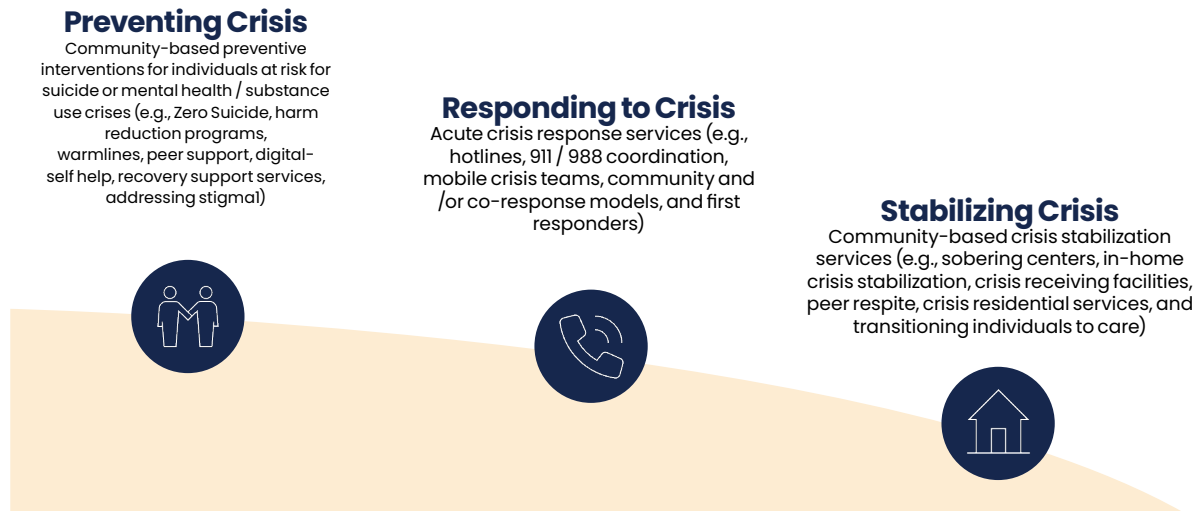 Preventing Crisis
Community-based preventive
interventions for individuals at risk for
suicide or mental health / substance
use crises (e.g., Zero Suicide, harm
reduction programs,
warmlines, peer support, digital-
self help, recovery support services,
addressing stigma1)
Responding to Crisis
Acute crisis response services (e.g.,
hotlines, 911 / 988 coordination,
mobile crisis teams, community and
/or co-response models, and first
responders)
Stabilizing Crisis
Community-based crisis stabilization
services (e.g., sobering centers, in-home
crisis stabilization, crisis receiving facilities,
peer respite, crisis residential services, and
transitioning individuals to care)